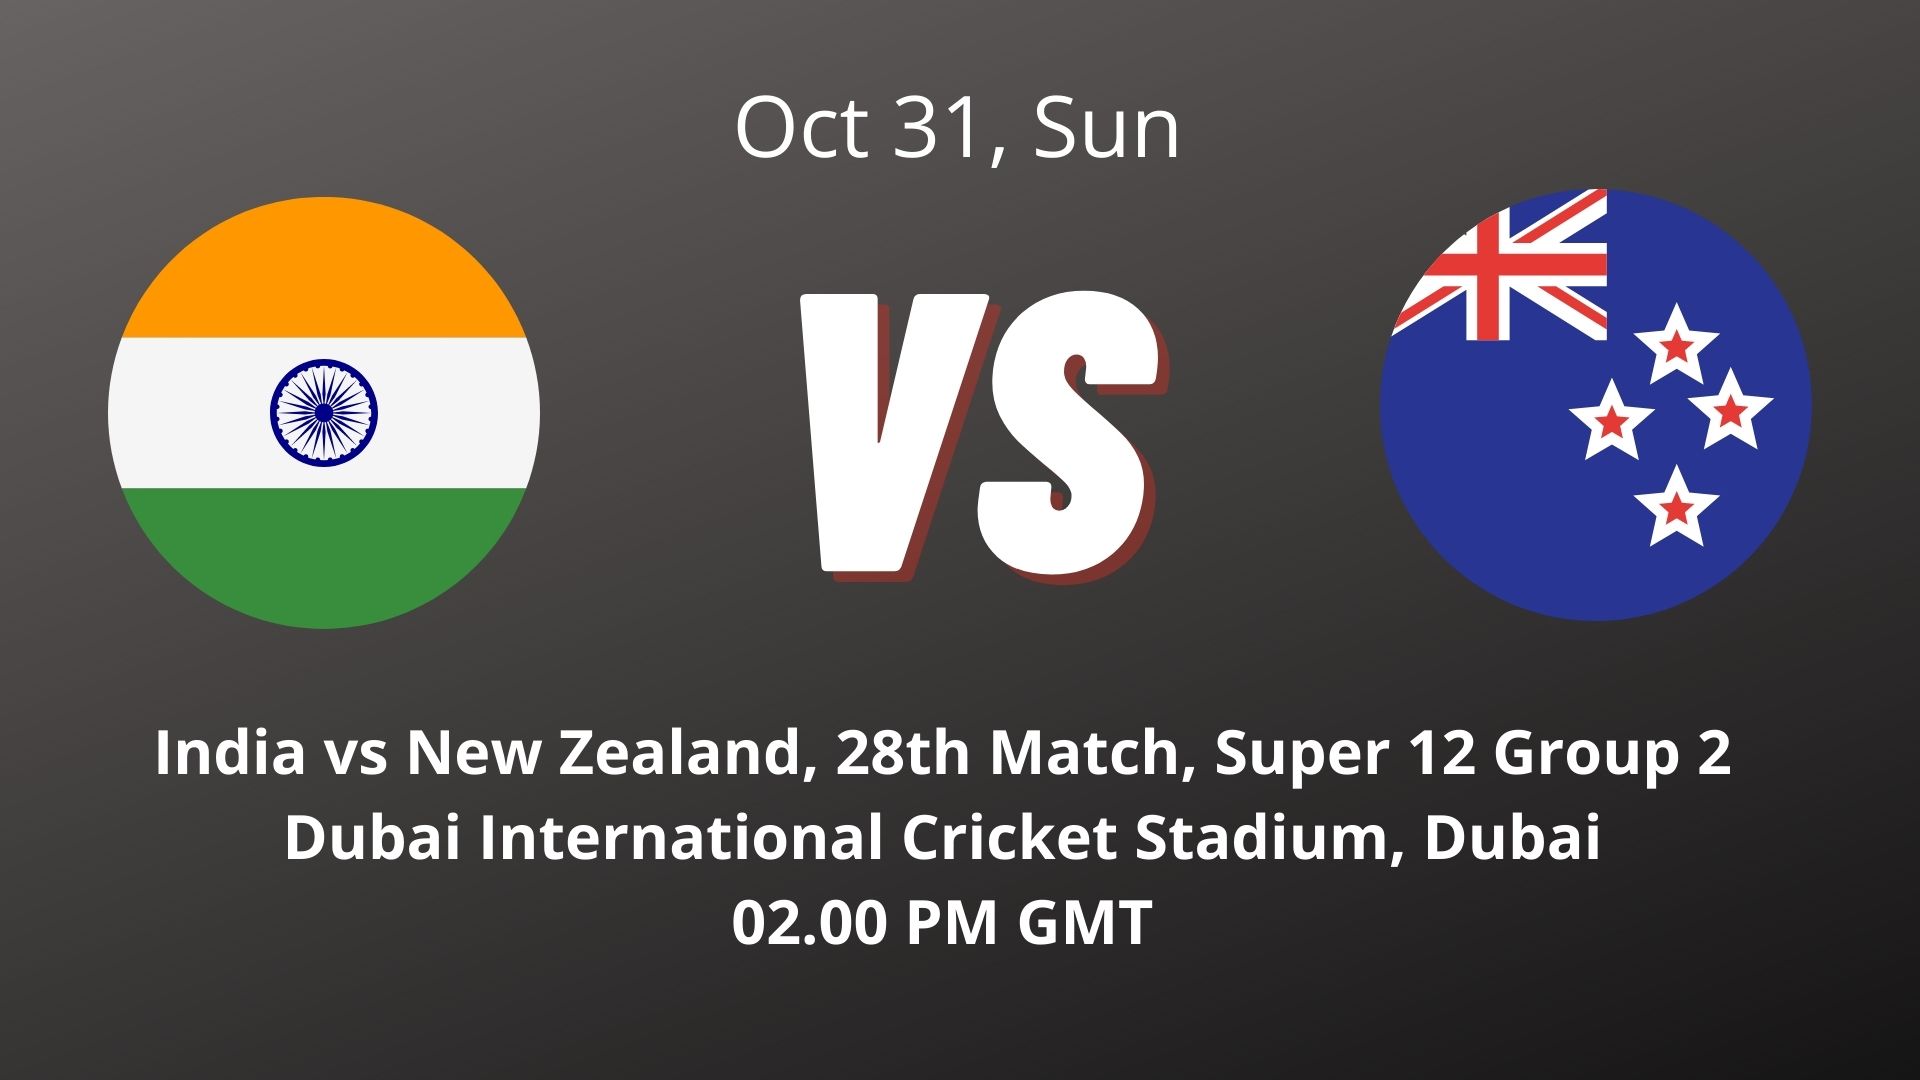 Oct 31, Sun
VS
India vs New Zealand, 28th Match, Super 12 Group 2
Dubai International Cricket Stadium, Dubai
02.00 PM GMT